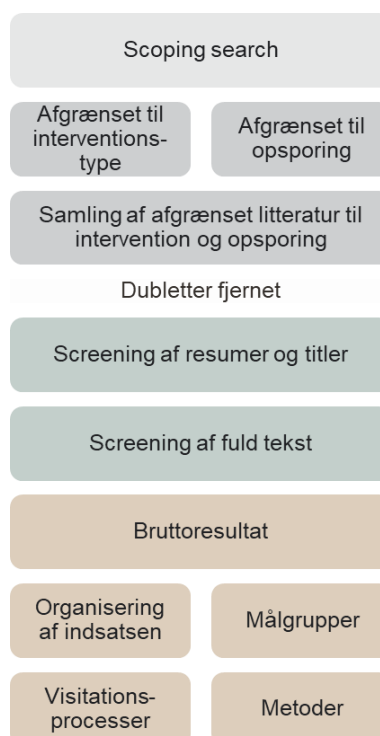 Scoping search
Afgrænset til
interventions-
type
Afgrænset til
opsporing
Samling af afgrænset litteratur til
intervention og opsporing
Dubletter fjernet
Screening af resumer og titler
Screening af fuld tekst
Bruttoresultat
Organisering
af indsatsen
Målgrupper
Visitations-
processer
Metoder